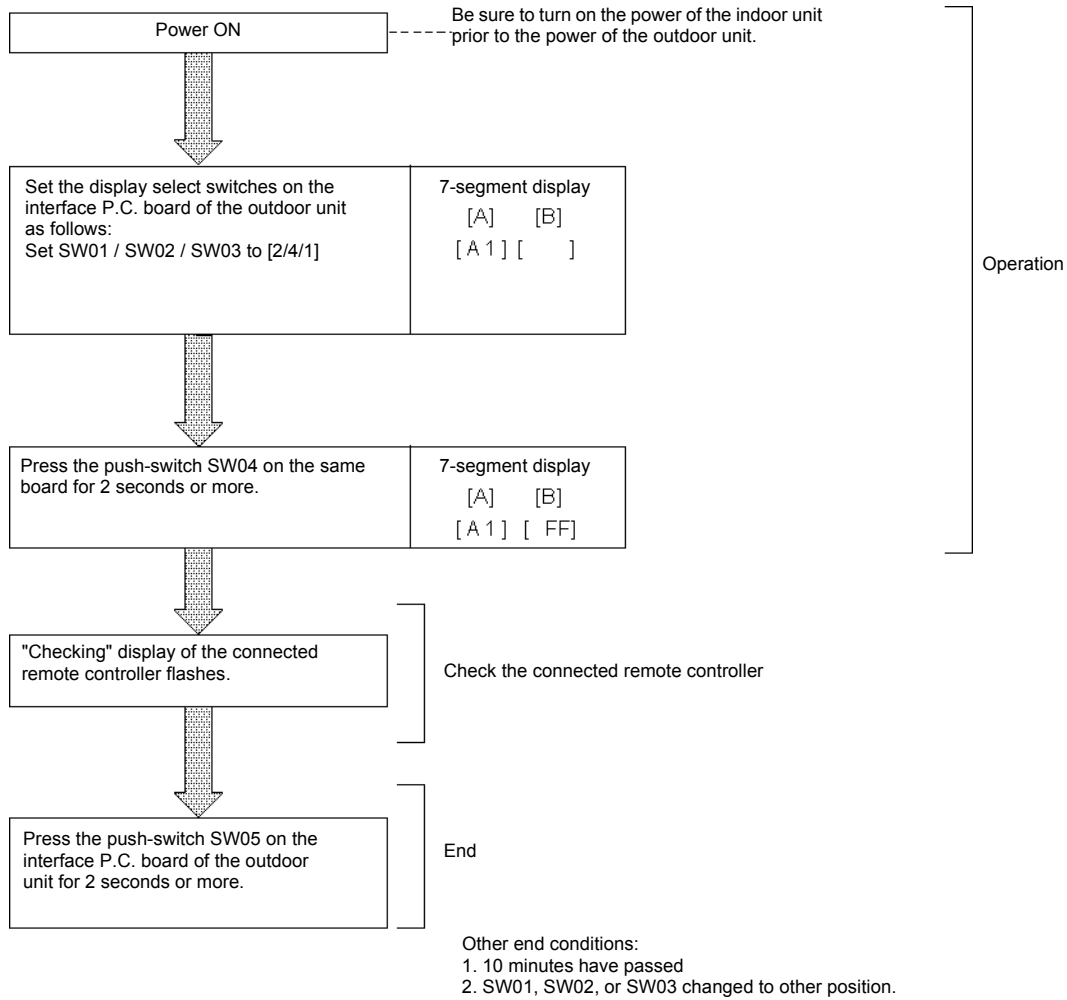 Power ON
Be sure to turn on the power of the indoor unit
prior to the power of the outdoor unit.
Set the display select switches on the
interface P.C. board of the outdoor unit
as follows:
Set SW01 / SW02 / SW03 to [2/4/1]
7-segment display
[A] [B]
[A1] [ ]
Operation
Press the push-switch SW04 on the same
board for 2 seconds or more.
7-segment display
[A] [B]
[A1] [ FF]
"Checking" display of the connected
remote controller flashes.
Check the connected remote controller
Press the push-switch SW05 on the
interface P.C. board of the outdoor
unit for 2 seconds or more.
End
Other end conditions:
1. 10 minutes have passed
2. SW01, SW02, or SW03 changed to other position.